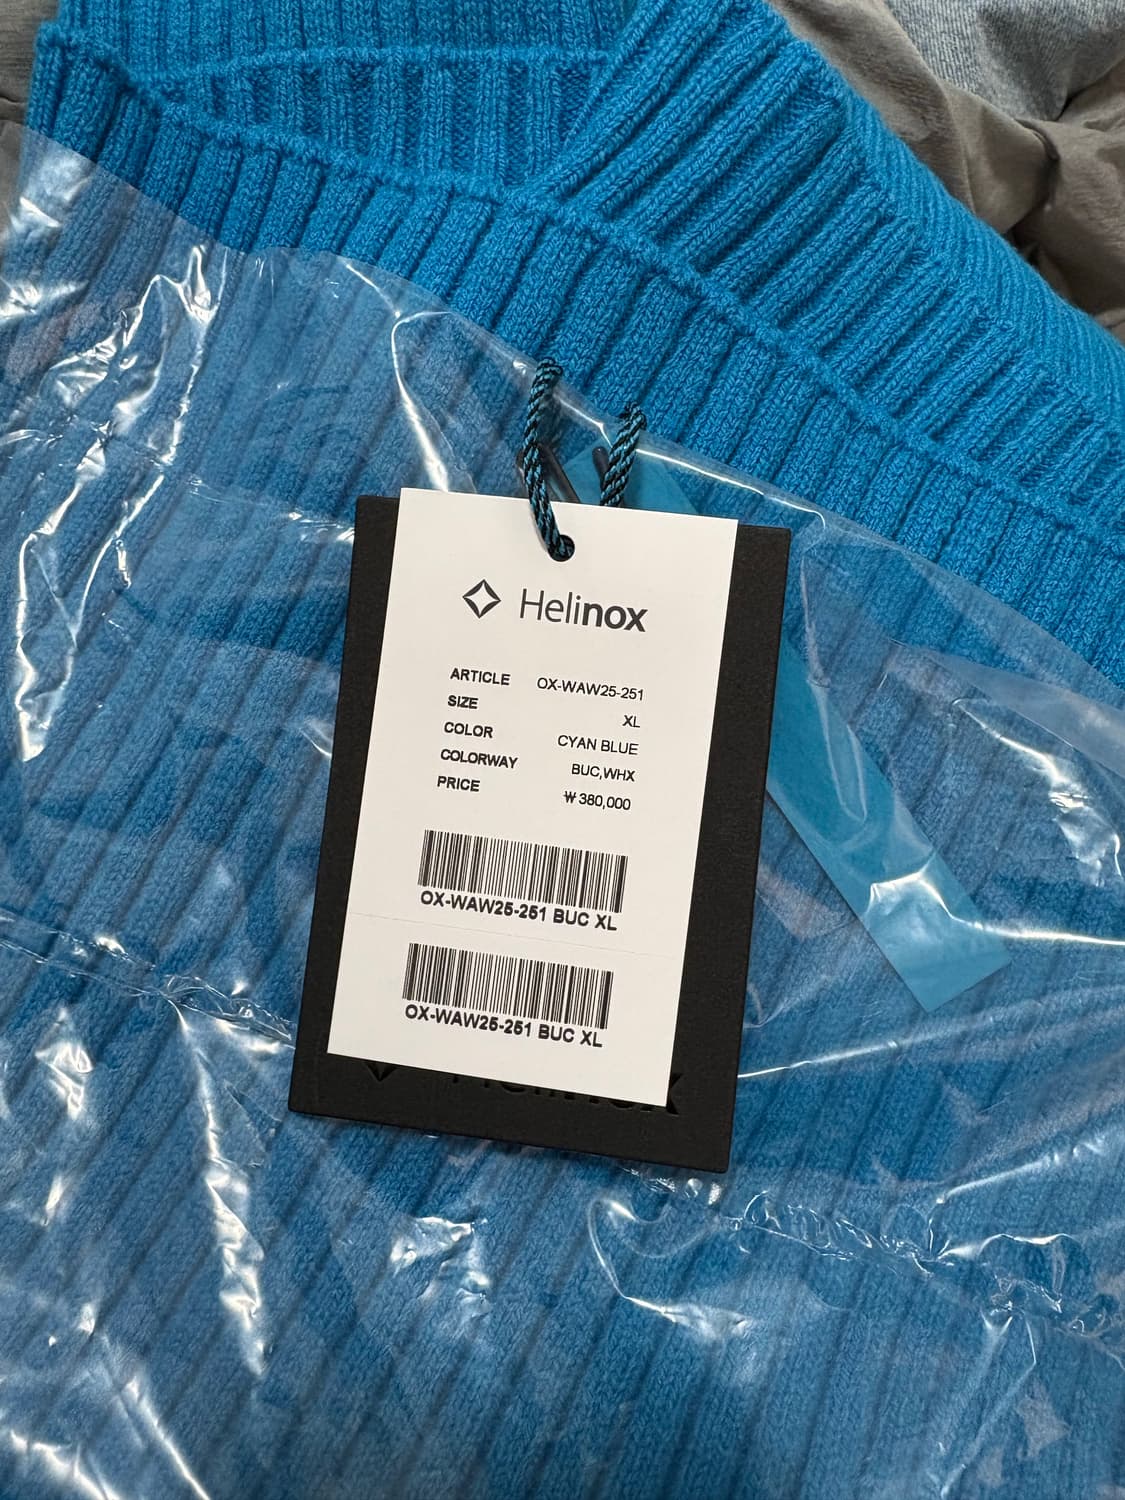 Helinox
ARTICLE OX-WAW25-251
SIZE XL
COLOR CYAN BLUE
COLORWAY BUC,WHX
PRICE ₩380,000
OX-WAW25-251 BUC XL
OX-WAW25-251 BUC XL
Helinox